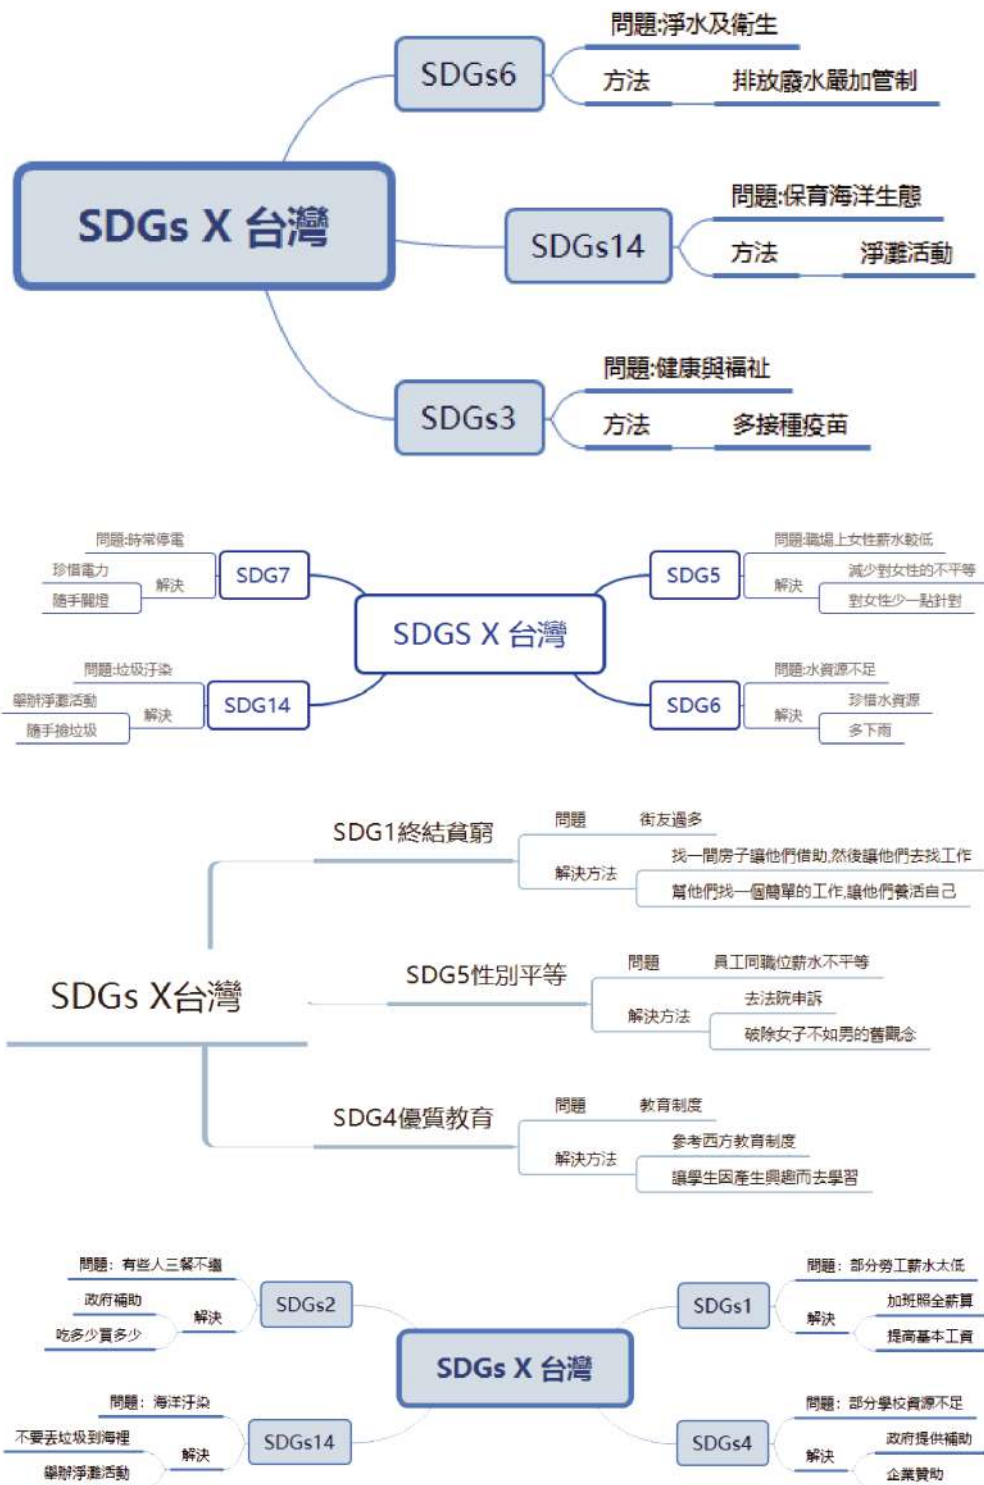 SDGs X 台灣
SDGs6
問題:淨水及衛生
方法
排放廢水嚴加管制
SDGs14
問題:保育海洋生態
方法
淨灘活動
SDGs3
問題:健康與福祉
方法
多接種疫苗
SDGS X 台灣
SDG7
問題:時常停電
解決
珍惜電力
隨手關燈
SDG14
問題:垃圾汙染
解決
舉辦淨灘活動
隨手撿垃圾
SDG5
問題:職場上女性薪水較低
解決
減少對女性的不平等
對女性少一點針對
SDG6
問題:水資源不足
解決
珍惜水資源
多下雨
SDGs X台灣
SDG1終結貧窮
問題
街友過多
解決方法
找一間房子讓他們借助,然後讓他們去找工作
幫他們找一個簡單的工作,讓他們養活自己
SDG5性別平等
問題
員工同職位薪水不平等
解決方法
去法院申訴
破除女子不如男的舊觀念
SDG4優質教育
問題
教育制度
解決方法
參考西方教育制度
讓學生因產生興趣而去學習
SDGs X 台灣
SDGs2
問題：有些人三餐不繼
解決
政府補助
吃多少買多少
SDGs14
問題：海洋汙染
解決
不要丟垃圾到海裡
舉辦淨灘活動
SDGs1
問題：部分勞工薪水太低
解決
加班照全薪算
提高基本工資
SDGs4
問題：部分學校資源不足
解決
政府提供補助
企業贊助